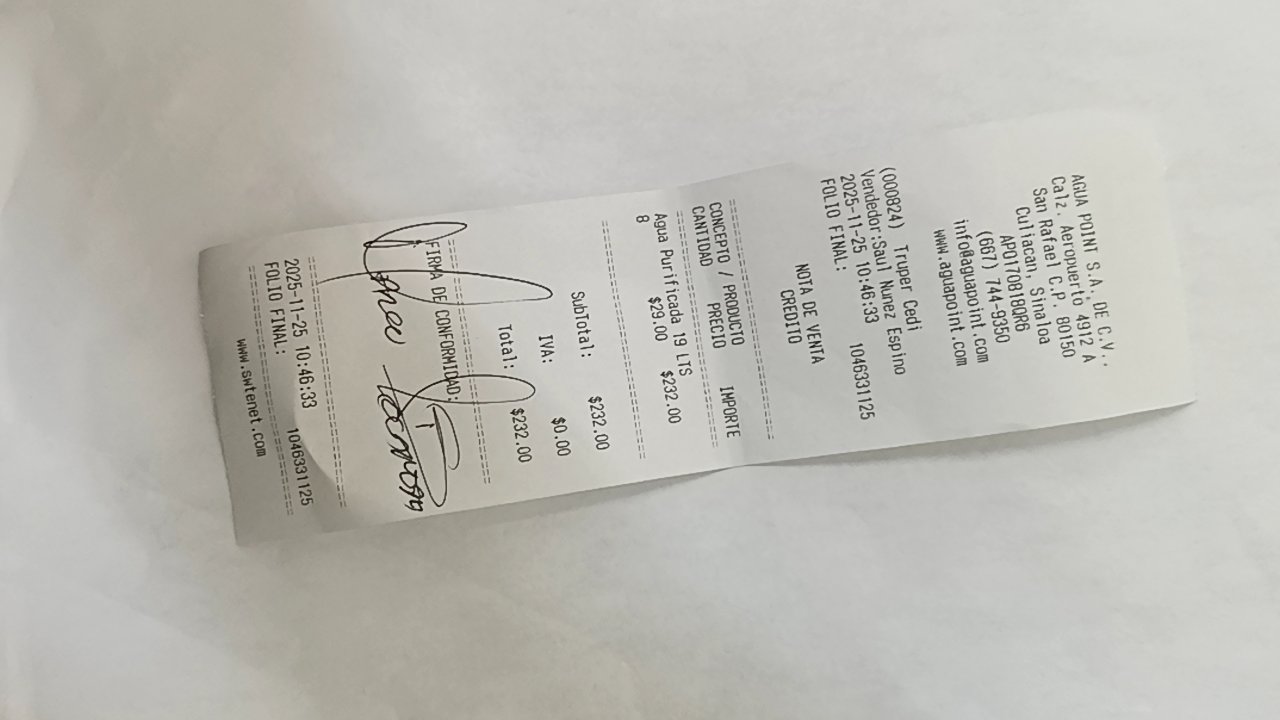 AGUA POINT S.A. DE C.V.,
Calz. Aeropuerto 4912 A
San Rafael C.P. 80150
Culiacan, Sinaloa
APO170818QR6
(667) 744-9350
info@aguapoint.com
www.aguapoint.com
(000824) Truper Cedi
Vendedor:Saul Nunez Espino
2025-11-25 10:46:33
FOLIO FINAL: 1046331125
NOTA DE VENTA
CREDITO
CONCEPTO / PRODUCTO
CANTIDAD PRECIO IMPORTE
Agua Purificada 19 LTS
8 $29.00 $232.00
SubTotal: $232.00
IVA: $0.00
Total: $232.00
FIRMA DE CONFORMIDAD:
2025-11-25 10:46:33
FOLIO FINAL: 1046331125
www.swtenet.com